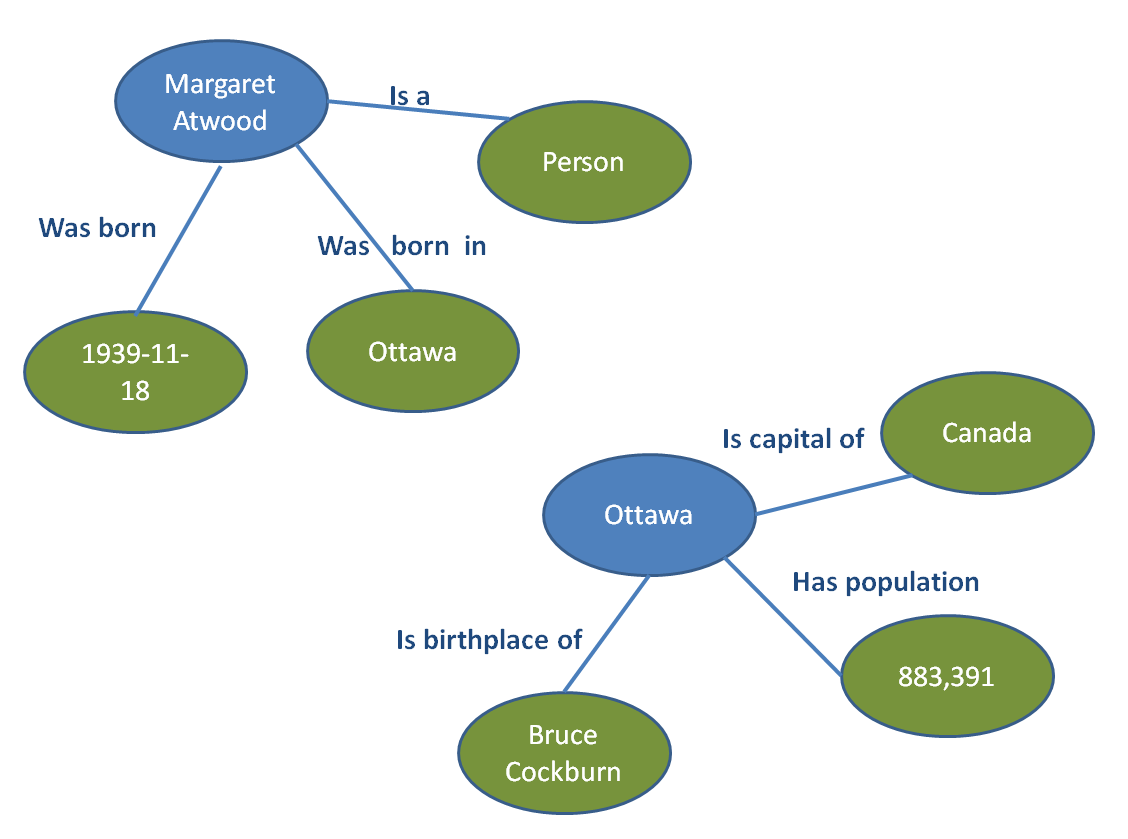 Margaret
Atwood
Is a
Person
Was born
Was born in
1939-11-
18
Ottawa
Is capital of
Canada
Ottawa
Has population
Is birthplace of
883,391
Bruce
Cockburn